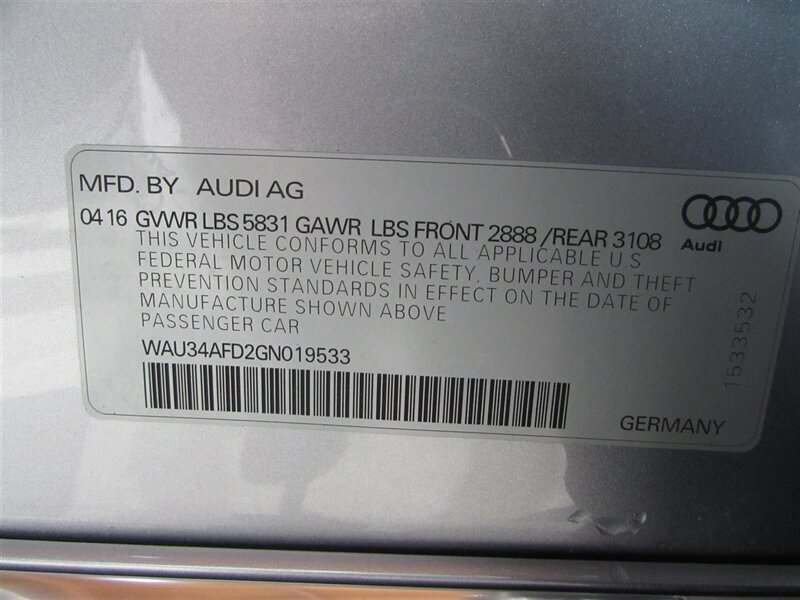 MFD. BY AUDI AG
04 16 GVWR LBS 5831 GAWR LBS FRONT 2888 /REAR 3108
Audi
THIS VEHICLE CONFORMS TO ALL APPLICABLE U S
FEDERAL MOTOR VEHICLE SAFETY, BUMPER AND THEFT
PREVENTION STANDARDS IN EFFECT ON THE DATE OF
MANUFACTURE SHOWN ABOVE
PASSENGER CAR
WAU34AFD2GN019533
1533532
GERMANY